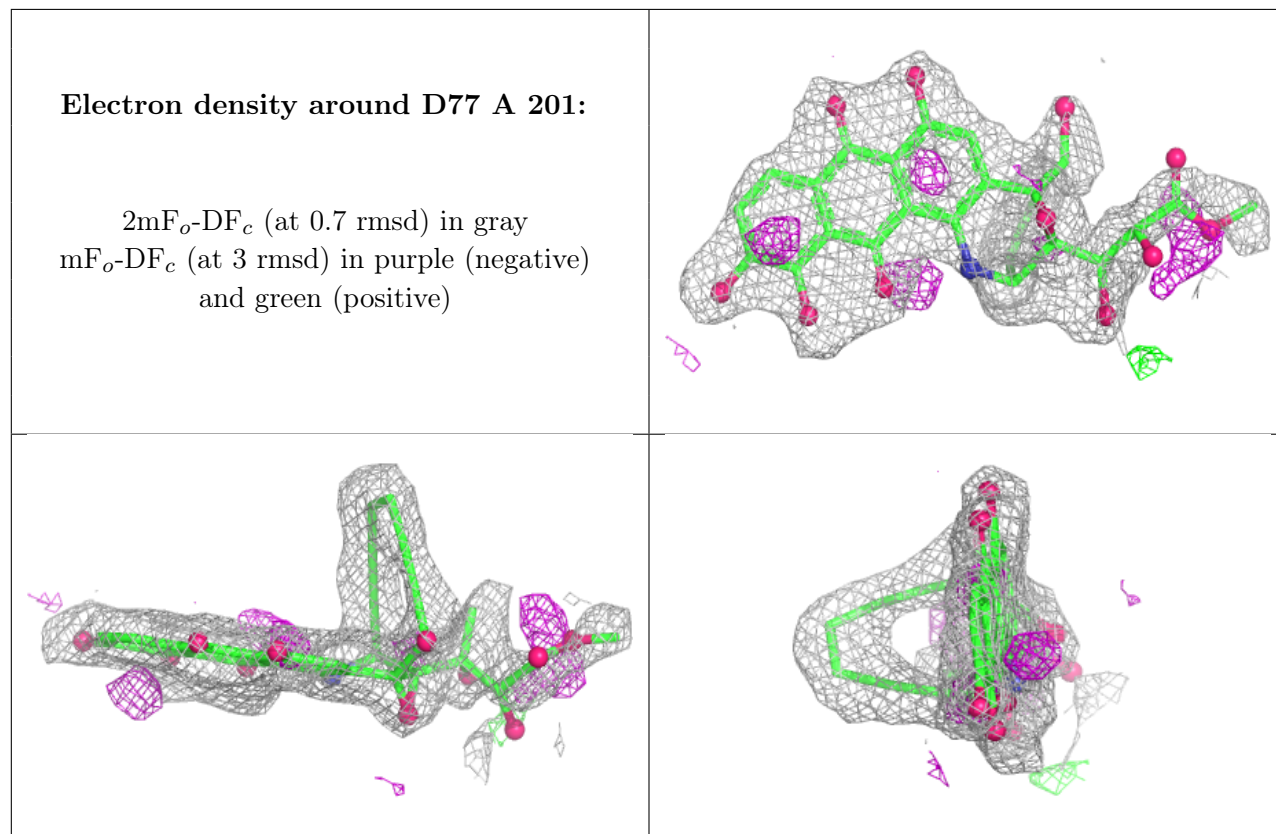 Electron density around D77 A 201:
2mFₒ-DF𝒸 (at 0.7 rmsd) in gray
mFₒ-DF𝒸 (at 3 rmsd) in purple (negative)
and green (positive)